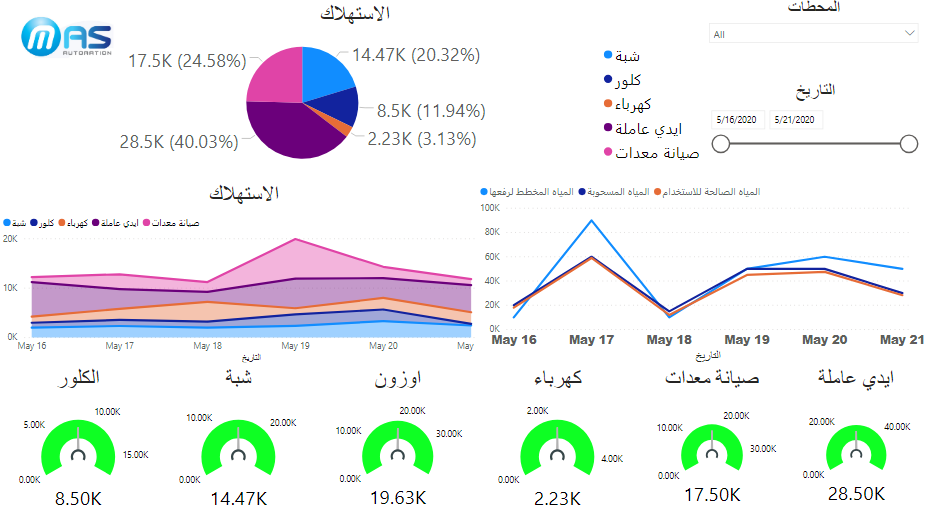 MAS
AUTOMATION
الاستهلاك
14.47K (20.32%)
8.5K (11.94%)
2.23K (3.13%)
28.5K (40.03%)
17.5K (24.58%)
شبة
كلور
كهرباء
ايدي عاملة
صيانة معدات
المحطات
All
التاريخ
5/16/2020 5/21/2020
الاستهلاك
شبة كلور كهرباء ايدي عاملة صيانة معدات
20K
10K
0K
May 16 May 17 May 18 May 19 May 20 May
التاريخ
المياه المخطط لرفعها المياه المسحوبة المياه الصالحة للاستخدام
100K
80K
60K
40K
20K
0K
May 16 May 17 May 18 May 19 May 20 May 21
التاريخ
الكلور
0.00K 5.00K 10.00K 15.00K
8.50K
شبة
0.00K 10.00K 20.00K
14.47K
اوزون
0.00K 10.00K 20.00K 30.00K
19.63K
كهرباء
0.00K 2.00K 4.00K
2.23K
صيانة معدات
0.00K 10.00K 20.00K 30.00K
17.50K
ايدي عاملة
0.00K 20.00K 40.00K
28.50K